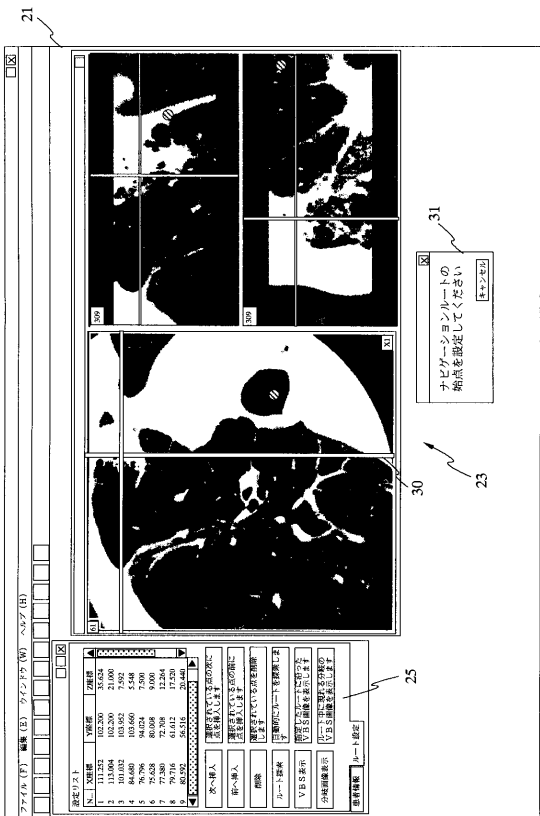 21
ファイル(F) 編集(E) ウインドウ(W) ヘルプ(H)
設定リスト
N... X座標 Y座標 Z座標
1 111.252 102.200 35.624
2 113.004 102.200 21.000
3 101.032 103.952 7.592
4 84.680 103.660 5.548
5 76.796 94.024 7.500
6 75.628 80.008 9.000
7 77.380 72.708 12.264
8 79.716 61.612 17.520
9 80.592 56.516 20.440
次へ挿入 選択されている点の次に
点を挿入します
前へ挿入 選択されている点の前に
点を挿入します
削除 選択されている点を削除
します
ルート探索 自動的にルートを探索しま
す
VBS表示 指定したルートに沿った
VBS画像を表示します
分岐画像表示 ルート中に現れる分岐の
VBS画像を表示します
患者情報 ルート設定
25
61
X1
309
309
30
23
ナビゲーションルートの
始点を設定してください
キャンセル
31